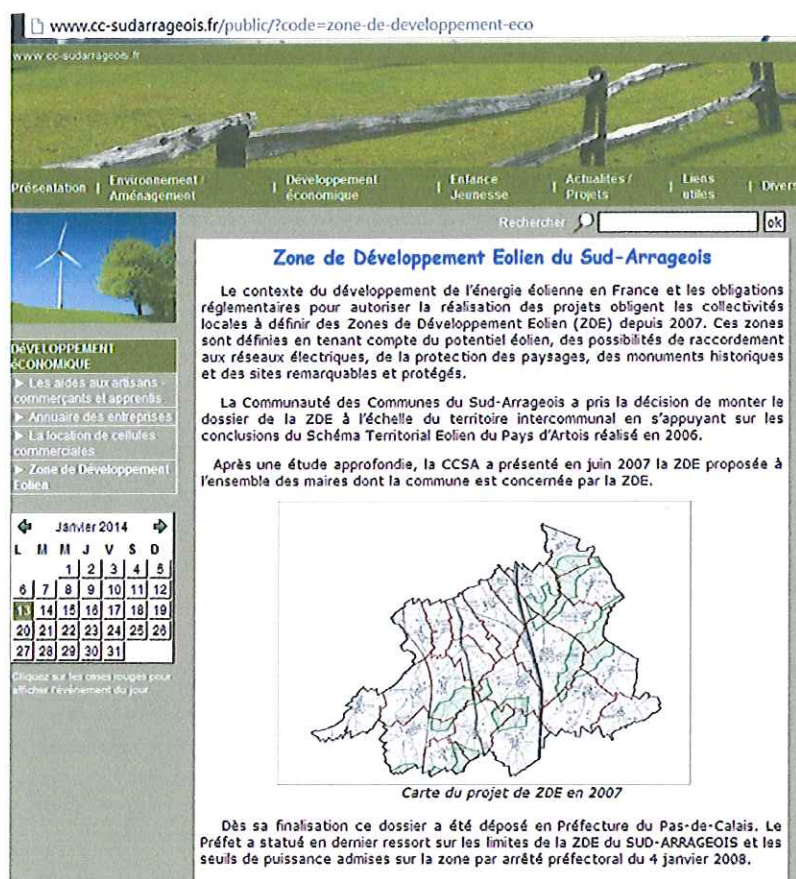 www.cc-sudarrageois.fr/public/?code=zone-de-developpement-eco
www.cc-sudarrageois.fr
Présentation | Environnement / Aménagement | Développement économique | Enfance Jeunesse | Actualités / Projets | Liens utiles | Divers
Rechercher ok
Zone de Développement Eolien du Sud-Arrageois
Le contexte du développement de l'énergie éolienne en France et les obligations
réglementaires pour autoriser la réalisation des projets obligent les collectivités
locales à définir des Zones de Développement Eolien (ZDE) depuis 2007. Ces zones
sont définies en tenant compte du potentiel éolien, des possibilités de raccordement
aux réseaux électriques, de la protection des paysages, des monuments historiques
et des sites remarquables et protégés.
La Communauté des Communes du Sud-Arrageois a pris la décision de monter le
dossier de la ZDE à l'échelle du territoire intercommunal en s'appuyant sur les
conclusions du Schéma Territorial Eolien du Pays d'Artois réalisé en 2006.
Après une étude approfondie, la CCSA a présenté en juin 2007 la ZDE proposée à
l'ensemble des maires dont la commune est concernée par la ZDE.
Carte du projet de ZDE en 2007
Dès sa finalisation ce dossier a été déposé en Préfecture du Pas-de-Calais. Le
Préfet a statué en dernier ressort sur les limites de la ZDE du SUD-ARRAGEOIS et les
seuils de puissance admises sur la zone par arrêté préfectoral du 4 janvier 2008.
DéVELOPPEMENT
éCONOMIQUE
Les aides aux artisans -
commerçants et apprentis
Annuaire des entreprises
La location de cellules
commerciales
Zone de Développement
Eolien
Janvier 2014
L M M J V S D
1 2 3 4 5
6 7 8 9 10 11 12
13 14 15 16 17 18 19
20 21 22 23 24 25 26
27 28 29 30 31
Cliquez sur les cases rouges pour
afficher l'évènement du jour